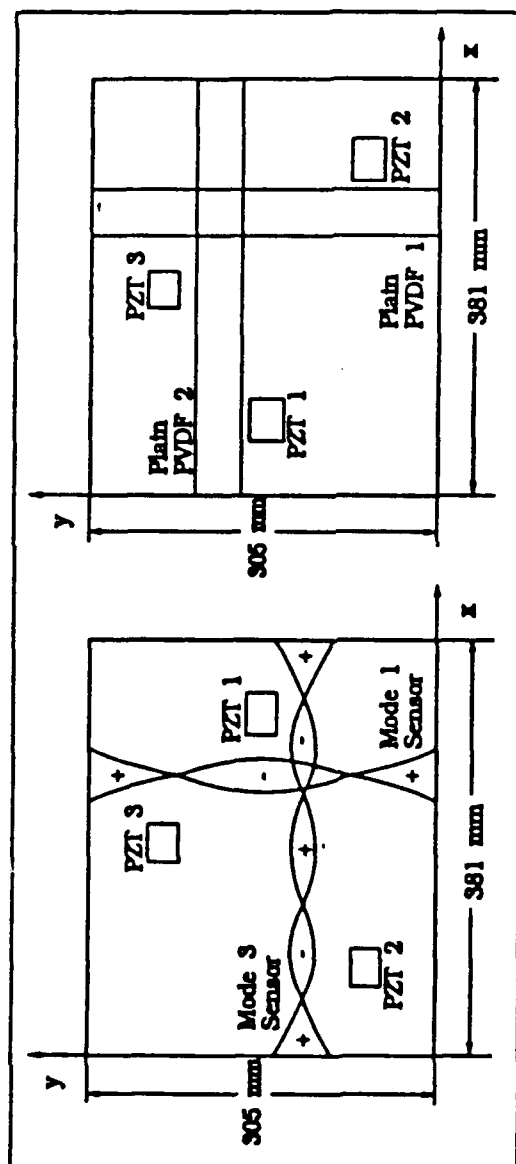 y
305 mm
Mode 3
Sensor
+
-
+
-
+
+
-
+
PZT 3
PZT 1
PZT 2
Mode 1
Sensor
381 mm
x
y
305 mm
Plain
PVDF 2
PZT 3
PZT 1
PZT 2
Plain
PVDF 1
381 mm
x